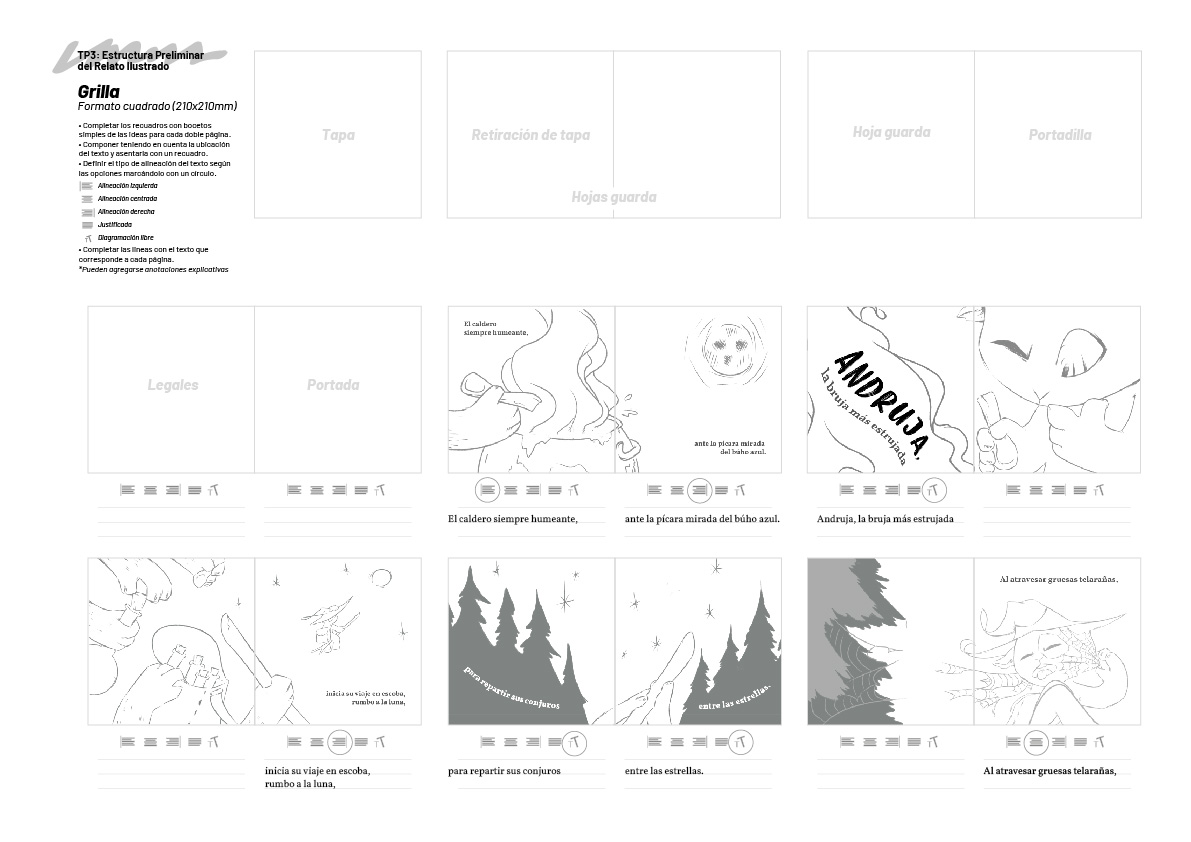 TP3: Estructura Preliminar
del Relato Ilustrado
Grilla
Formato cuadrado (210x210mm)
• Completar los recuadros con bocetos
simples de las ideas para cada doble página.
• Componer teniendo en cuenta la ubicación
del texto y asentarla con un recuadro.
• Definir el tipo de alineación del texto según
las opciones marcándolo con un círculo.
Alineación izquierda
Alineación centrada
Alineación derecha
Justificada
Diagramación libre
• Completar las líneas con el texto que
corresponde a cada página.
*Pueden agregarse anotaciones explicativas
Tapa
Retiración de tapa
Hojas guarda
Hoja guarda
Portadilla
Legales
Portada
El caldero
siempre humeante,
ante la pícara mirada
del búho azul.
ANDRUJA,
la bruja más estrujada
El caldero siempre humeante,
ante la pícara mirada del búho azul.
Andruja, la bruja más estrujada
inicia su viaje en escoba,
rumbo a la luna,
para repartir sus conjuros
entre las estrellas.
Al atravesar gruesas telarañas,
inicia su viaje en escoba,
rumbo a la luna,
para repartir sus conjuros
entre las estrellas.
Al atravesar gruesas telarañas,